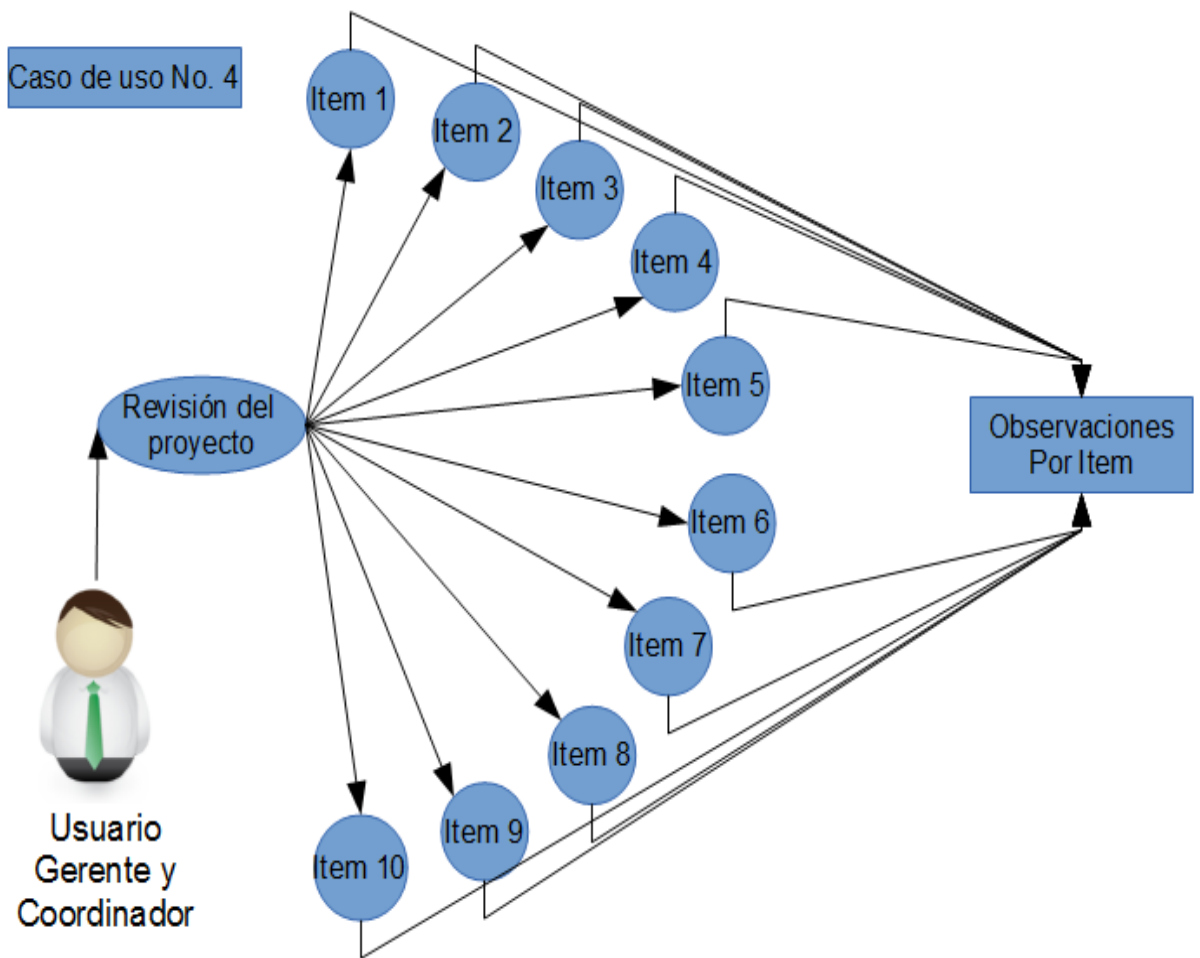 Caso de uso No. 4
Item 1
Item 2
Item 3
Item 4
Item 5
Revisión del
proyecto
Observaciones
Por Item
Item 6
Item 7
Item 8
Item 9
Item 10
Usuario
Gerente y
Coordinador